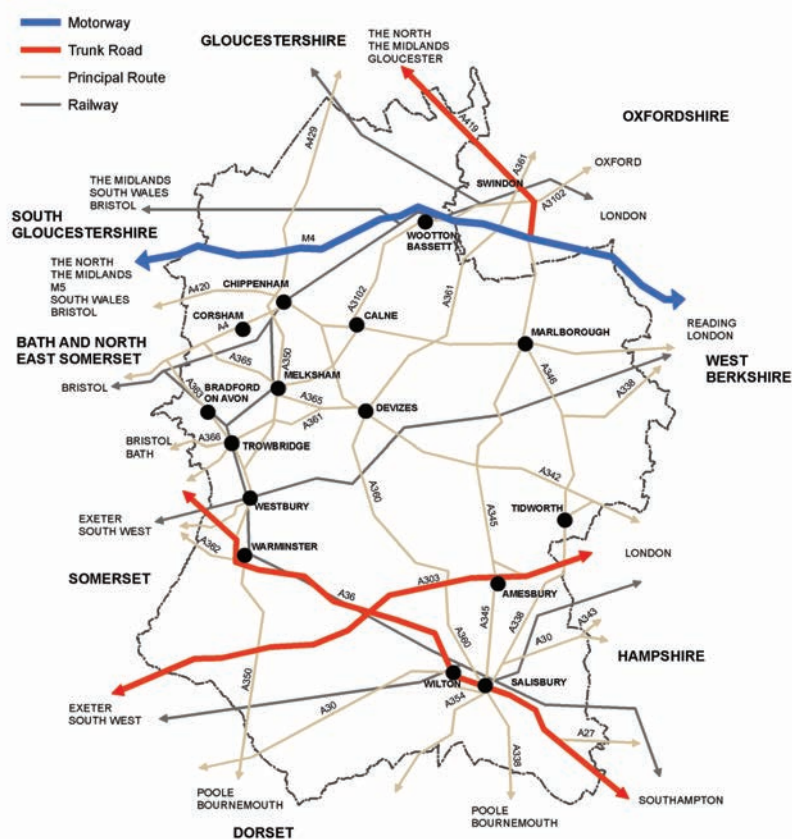 Motorway
Trunk Road
Principal Route
Railway
GLOUCESTERSHIRE
THE NORTH
THE MIDLANDS
GLOUCESTER
A429
A419
OXFORDSHIRE
A361
OXFORD
THE MIDLANDS
SOUTH WALES
BRISTOL
SWINDON
A3102
LONDON
SOUTH
GLOUCESTERSHIRE
M4
WOOTTON
BASSETT
THE NORTH
THE MIDLANDS
M5
SOUTH WALES
BRISTOL
A420
CHIPPENHAM
A3102
A361
CORSHAM
A4
CALNE
READING
LONDON
BATH AND NORTH
EAST SOMERSET
MARLBOROUGH
WEST
BERKSHIRE
A365
A350
BRISTOL
A363
BRADFORD
ON AVON
MELKSHAM
A346
A338
A365
A361
DEVIZES
BRISTOL
BATH
A366
TROWBRIDGE
A342
A360
WESTBURY
TIDWORTH
EXETER
SOUTH WEST
A345
A362
WARMINSTER
LONDON
SOMERSET
A303
A36
AMESBURY
A345
A338
A343
A30
A360
HAMPSHIRE
A350
WILTON
SALISBURY
EXETER
SOUTH WEST
A30
A354
A27
A338
POOLE
BOURNEMOUTH
POOLE
BOURNEMOUTH
SOUTHAMPTON
DORSET